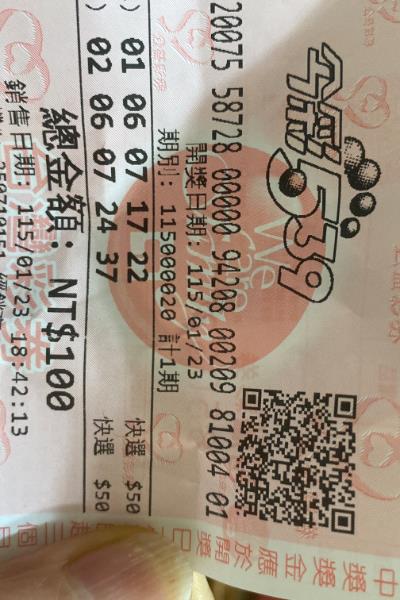 今彩539
20075 58728 00000 94208 00209 81004 01
開獎日期: 115/01/23
期別: 115000020 計1期
01 06 07 17 22 快選 $50
02 06 07 24 37 快選 $50
總金額: NT$100
銷售日期: 115/01/23 18:42:13